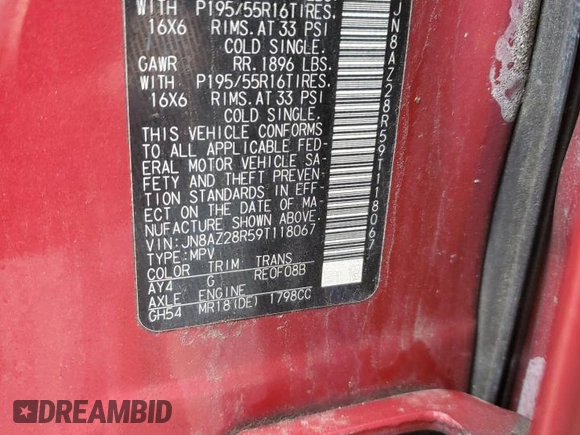 WITH P195/55R16TIRES.
16X6 RIMS. AT 33 PSI
COLD SINGLE.
GAWR RR. 1896 LBS.
WITH P195/55R16TIRES.
16X6 RIMS. AT 33 PSI
COLD SINGLE.
THIS VEHICLE CONFORMS
TO ALL APPLICABLE FED-
ERAL MOTOR VEHICLE SA-
FETY AND THEFT PREVEN-
TION STANDARDS IN EFF-
ECT ON THE DATE OF MA-
NUFACTURE SHOWN ABOVE.
VIN: JN8AZ28R59T118067
TYPE: MPV
COLOR TRIM TRANS
AY4 G RE0F08B
AXLE ENGINE
GH54 MR18(DE) 1798CC
JN8AZ28R59T118067
DREAMBID